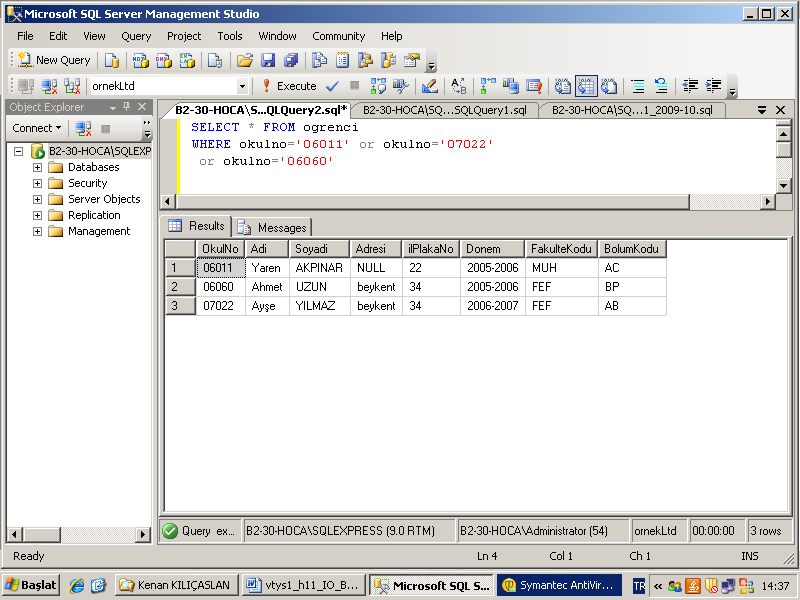 Microsoft SQL Server Management Studio
File Edit View Query Project Tools Window Community Help
New Query
ornekLtd Execute
Object Explorer
B2-30-HOCA\S...QLQuery2.sql* B2-30-HOCA\SQ...SQLQuery1.sql B2-30-HOCA\SQ...1_2009-10.sql
Connect
B2-30-HOCA\SQLEXP
Databases
Security
Server Objects
Replication
Management
SELECT * FROM ogrenci
WHERE okulno='06011' or okulno='07022'
or okulno='06060'
Results Messages
OkulNo Adi Soyadi Adresi ilPlakaNo Donem FakulteKodu BolumKodu
1 06011 Yaren AKPINAR NULL 22 2005-2006 MUH AC
2 06060 Ahmet UZUN beykent 34 2005-2006 FEF BP
3 07022 Ayşe YILMAZ beykent 34 2006-2007 FEF AB
Query ex... B2-30-HOCA\SQLEXPRESS (9.0 RTM) B2-30-HOCA\Administrator (54) ornekLtd 00:00:00 3 rows
Ready Ln 4 Col 1 Ch 1 INS
Başlat Kenan KILIÇASLAN vtys1_h11_IO_B... Microsoft SQL S... Symantec AntiVir... TR « 14:37